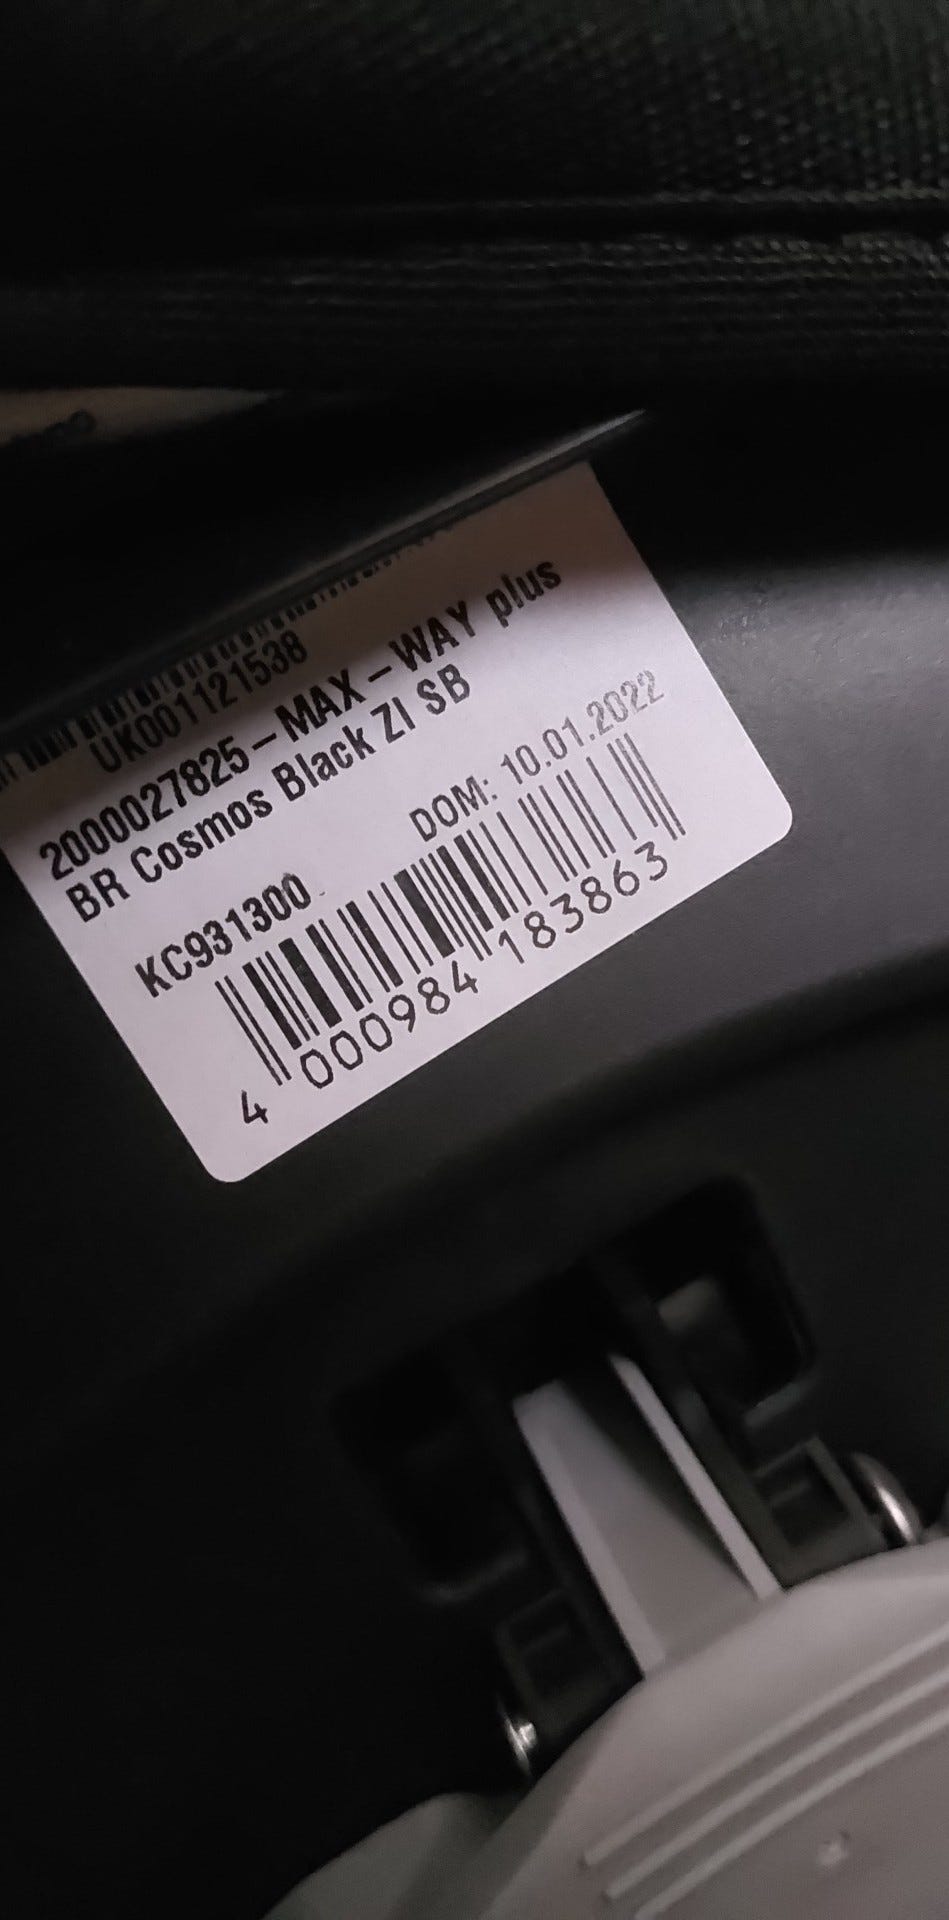 UK001121538
2000027825-MAX-WAY plus
BR Cosmos Black ZI SB
KC931300 DOM: 10.01.2022
4 000984 183863